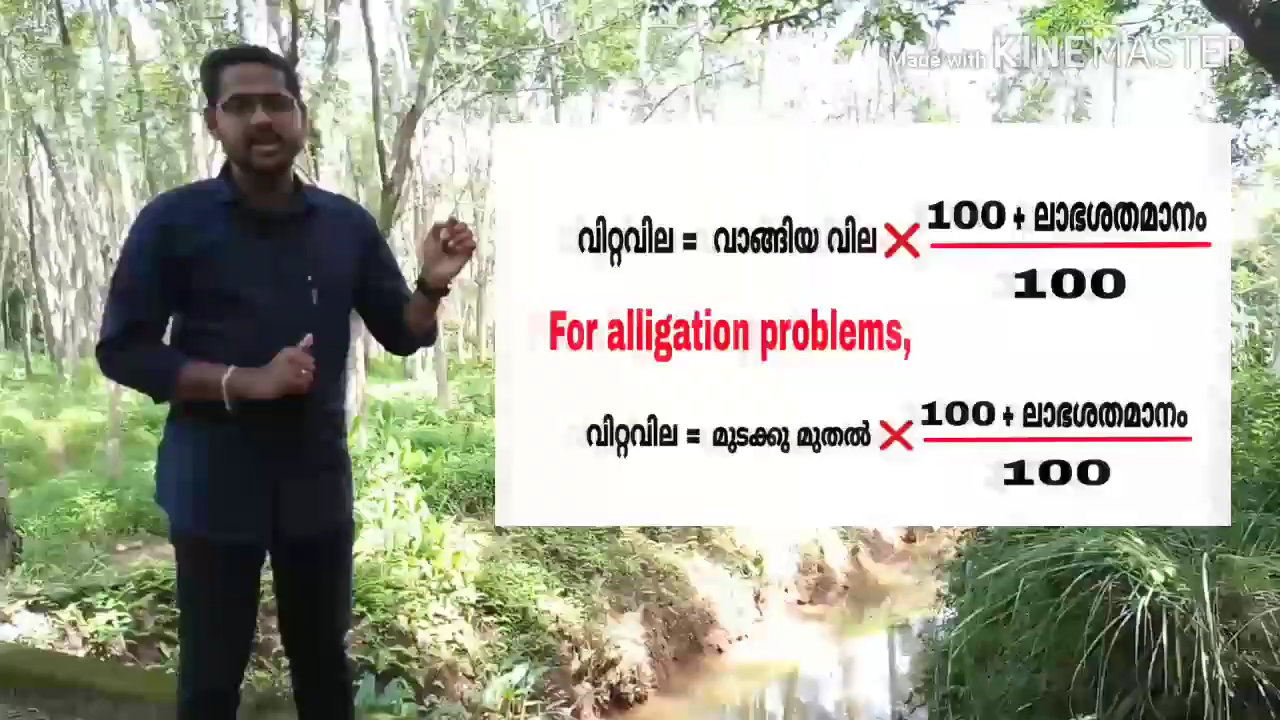 Made with KINEMASTER
വിറ്റവില = വാങ്ങിയ വില × 100 + ലാഭശതമാനം
100
For alligation problems,
വിറ്റവില = മുടക്കു മുതൽ × 100 + ലാഭശതമാനം
100